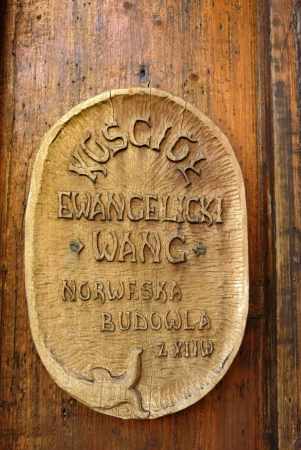 KOŚCIÓŁ
EWANGELICKI
WANG
NORWESKA
BUDOWLA
Z XII W